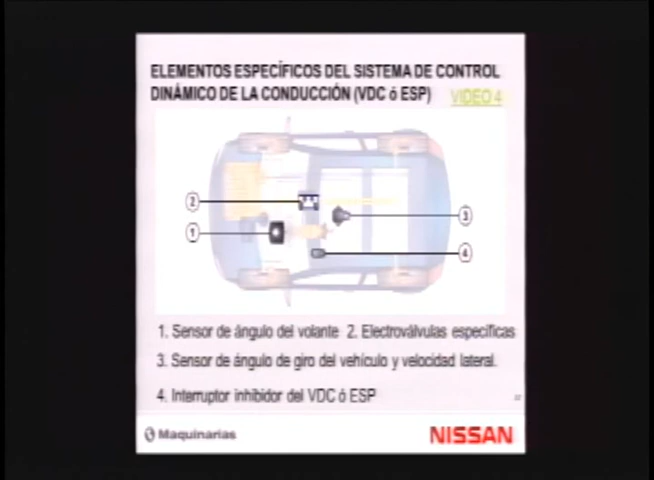 ELEMENTOS ESPECÍFICOS DEL SISTEMA DE CONTROL
DINÁMICO DE LA CONDUCCIÓN (VDC ó ESP) VIDEO 4
2
1
3
4
1. Sensor de ángulo del volante 2. Electroválvulas específicas
3. Sensor de ángulo de giro del vehículo y velocidad lateral.
4. Interruptor inhibidor del VDC ó ESP
Maquinarias NISSAN